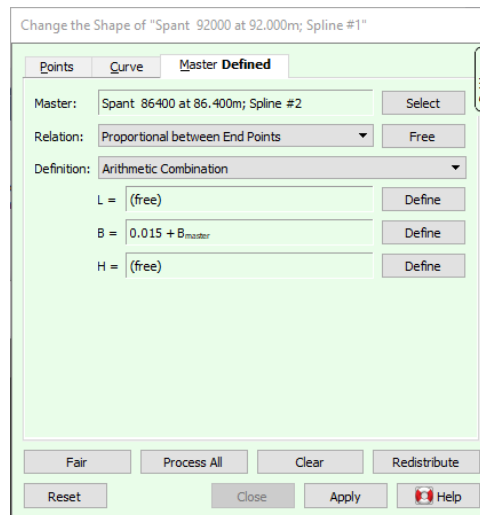 Change the Shape of "Spant 92000 at 92.000m; Spline #1"
Points Curve Master Defined
Master: Spant 86400 at 86.400m; Spline #2 Select
Relation: Proportional between End Points Free
Definition: Arithmetic Combination
L = (free) Define
B = 0.015 + Bmaster Define
H = (free) Define
Fair Process All Clear Redistribute
Reset Close Apply Help